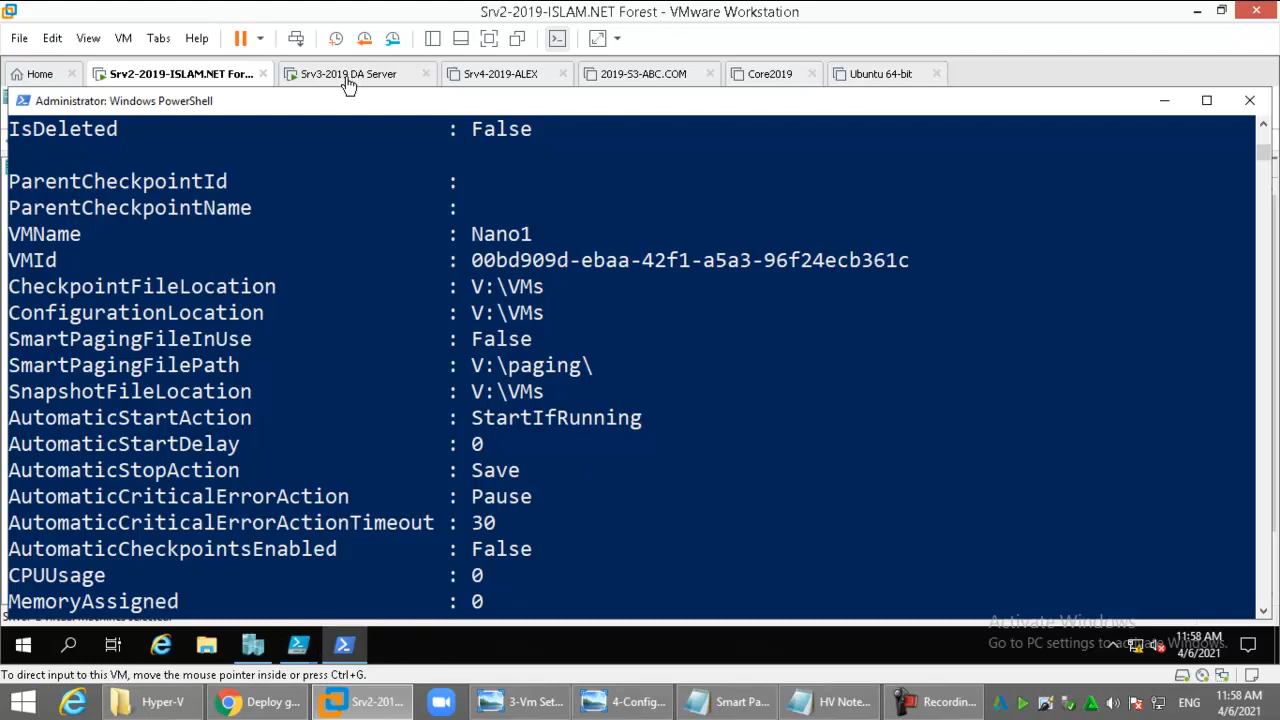 Srv2-2019-ISLAM.NET Forest - VMware Workstation
File Edit View VM Tabs Help
Home Srv2-2019-ISLAM.NET For... Srv3-2019 DA Server Srv4-2019-ALEX 2019-S3-ABC.COM Core2019 Ubuntu 64-bit
Administrator: Windows PowerShell
IsDeleted : False
ParentCheckpointId :
ParentCheckpointName :
VMName : Nano1
VMId : 00bd909d-ebaa-42f1-a5a3-96f24ecb361c
CheckpointFileLocation : V:\VMs
ConfigurationLocation : V:\VMs
SmartPagingFileInUse : False
SmartPagingFilePath : V:\paging\
SnapshotFileLocation : V:\VMs
AutomaticStartAction : StartIfRunning
AutomaticStartDelay : 0
AutomaticStopAction : Save
AutomaticCriticalErrorAction : Pause
AutomaticCriticalErrorActionTimeout : 30
AutomaticCheckpointsEnabled : False
CPUUsage : 0
MemoryAssigned : 0
Activate Windows
Go to PC settings to activate Windows.
11:58 AM
4/6/2021
To direct input to this VM, move the mouse pointer inside or press Ctrl+G.
Hyper-V Deploy g... Srv2-201... 3-Vm Set... 4-Config... Smart Pa... HV Note... Recording... ENG 11:58 AM
4/6/2021